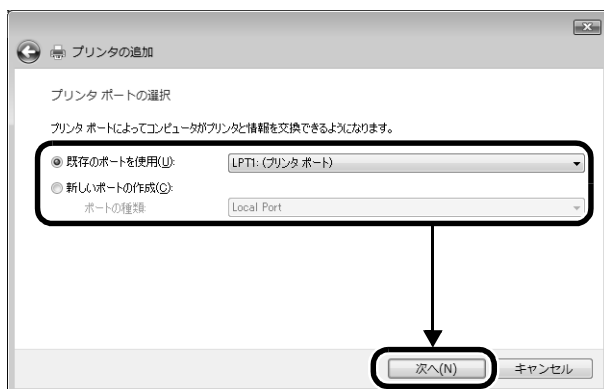 プリンタの追加
プリンタ ポートの選択
プリンタ ポートによってコンピュータがプリンタと情報を交換できるようになります。
既存のポートを使用(U): LPT1: (プリンタ ポート)
新しいポートの作成(C):
ポートの種類: Local Port
次へ(N) キャンセル